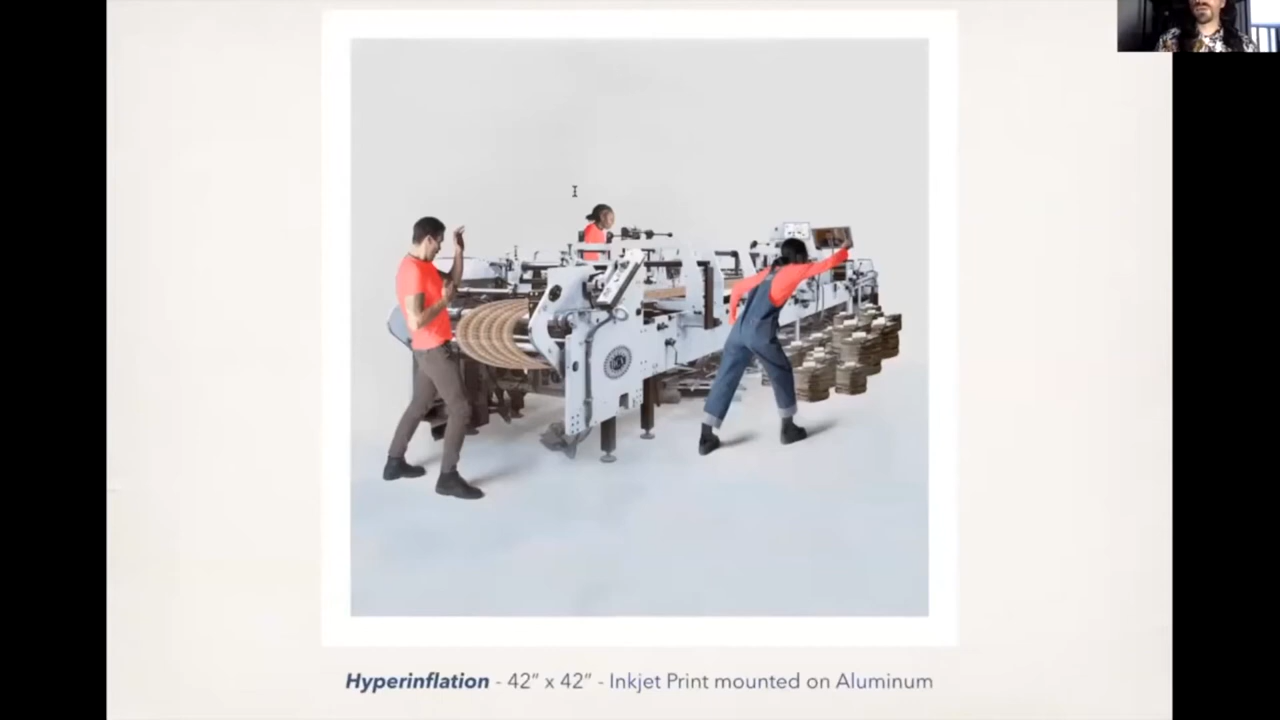 Hyperinflation - 42” x 42” - Inkjet Print mounted on Aluminum